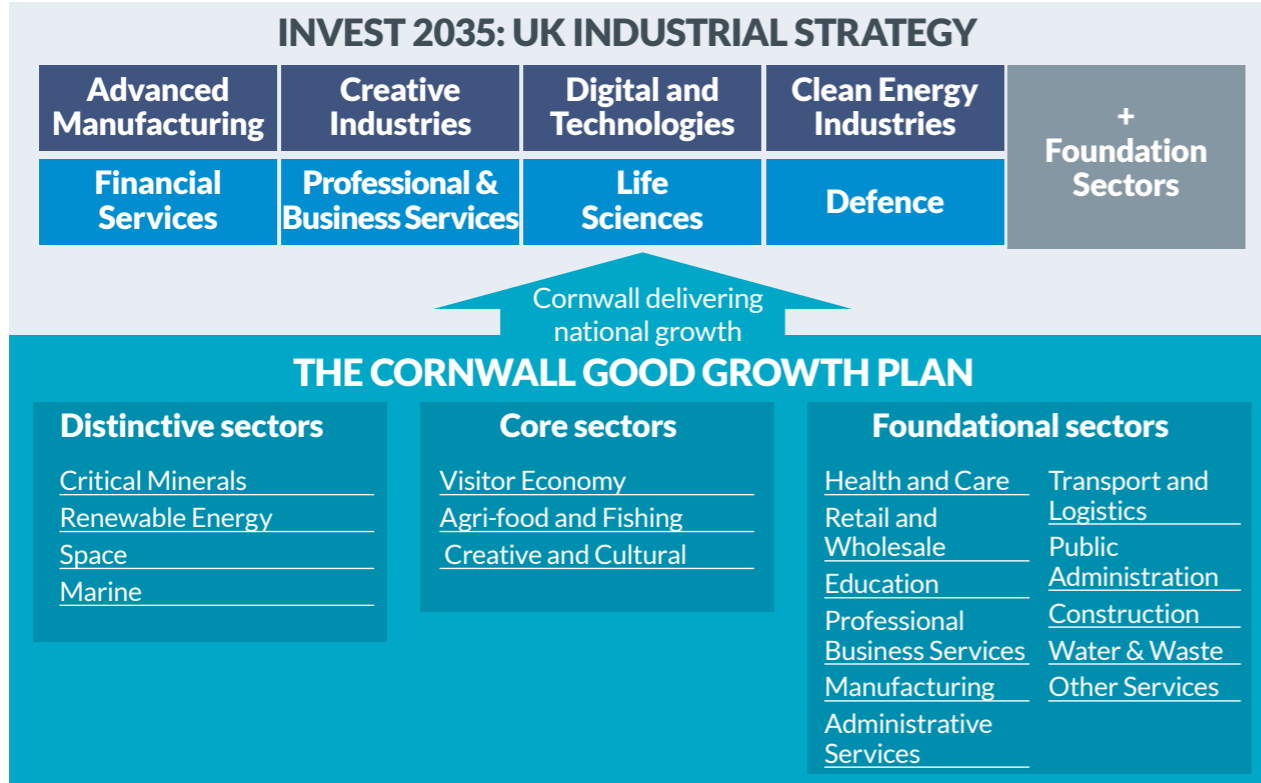 INVEST 2035: UK INDUSTRIAL STRATEGY
Advanced
Manufacturing
Creative
Industries
Digital and
Technologies
Clean Energy
Industries
+
Foundation
Sectors
Financial
Services
Professional &
Business Services
Life
Sciences
Defence
Cornwall delivering
national growth
THE CORNWALL GOOD GROWTH PLAN
Distinctive sectors
Critical Minerals
Renewable Energy
Space
Marine
Core sectors
Visitor Economy
Agri-food and Fishing
Creative and Cultural
Foundational sectors
Health and Care
Retail and
Wholesale
Education
Professional
Business Services
Manufacturing
Administrative
Services
Transport and
Logistics
Public
Administration
Construction
Water & Waste
Other Services